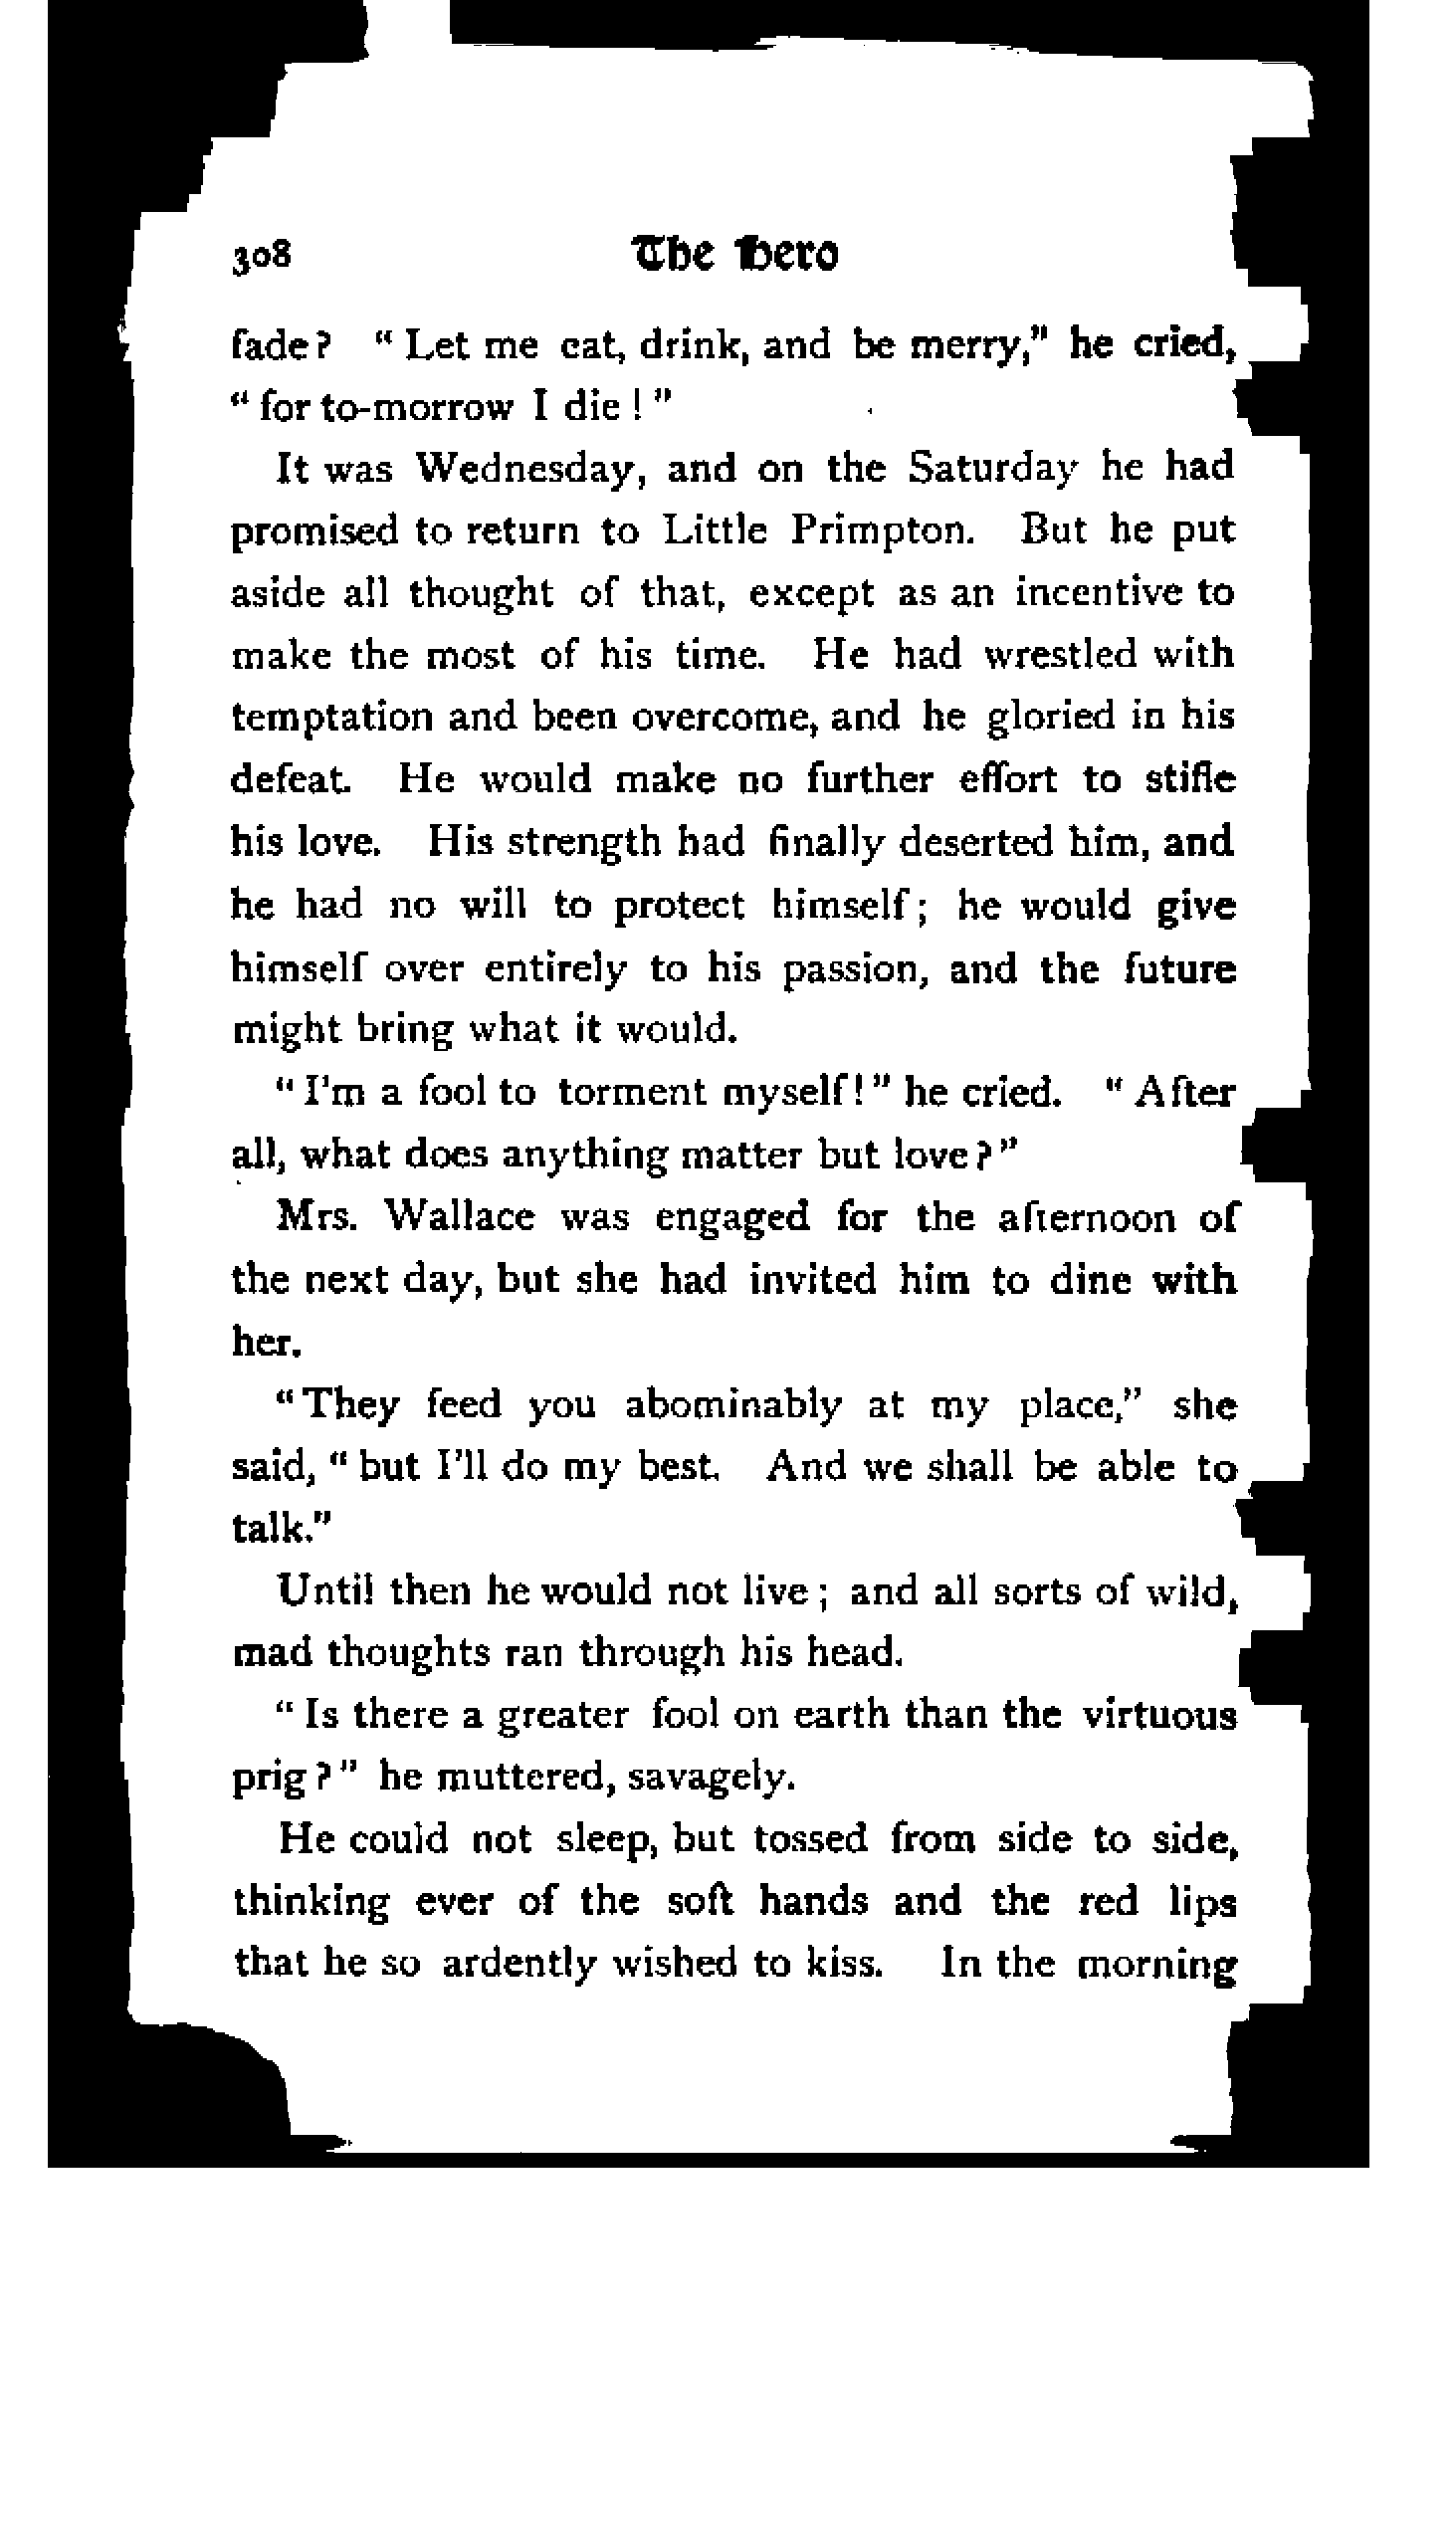 308 The Hero
fade? “ Let me eat, drink, and be merry,” he cried,
“ for to-morrow I die ! ”
It was Wednesday, and on the Saturday he had
promised to return to Little Primpton. But he put
aside all thought of that, except as an incentive to
make the most of his time. He had wrestled with
temptation and been overcome, and he gloried in his
defeat. He would make no further effort to stifle
his love. His strength had finally deserted him, and
he had no will to protect himself ; he would give
himself over entirely to his passion, and the future
might bring what it would.
“ I’m a fool to torment myself! ” he cried. “ After
all, what does anything matter but love? ”
Mrs. Wallace was engaged for the afternoon of
the next day, but she had invited him to dine with
her.
“ They feed you abominably at my place,” she
said, “ but I’ll do my best. And we shall be able to
talk.”
Until then he would not live ; and all sorts of wild,
mad thoughts ran through his head.
“ Is there a greater fool on earth than the virtuous
prig ? ” he muttered, savagely.
He could not sleep, but tossed from side to side,
thinking ever of the soft hands and the red lips
that he so ardently wished to kiss. In the morning